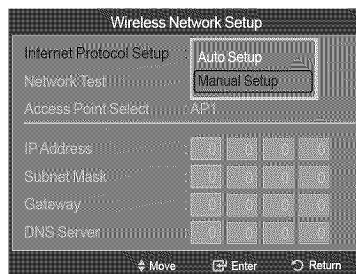 Wireless Network Setup
Internet Protocol Setup : Auto Setup
Manual Setup
Network Test
Access Point Select : AP1
IP Address : 0 0 0 0
Subnet Mask : 0 0 0 0
Gateway : 0 0 0 0
DNS Server : 0 0 0 0
Move Enter Return